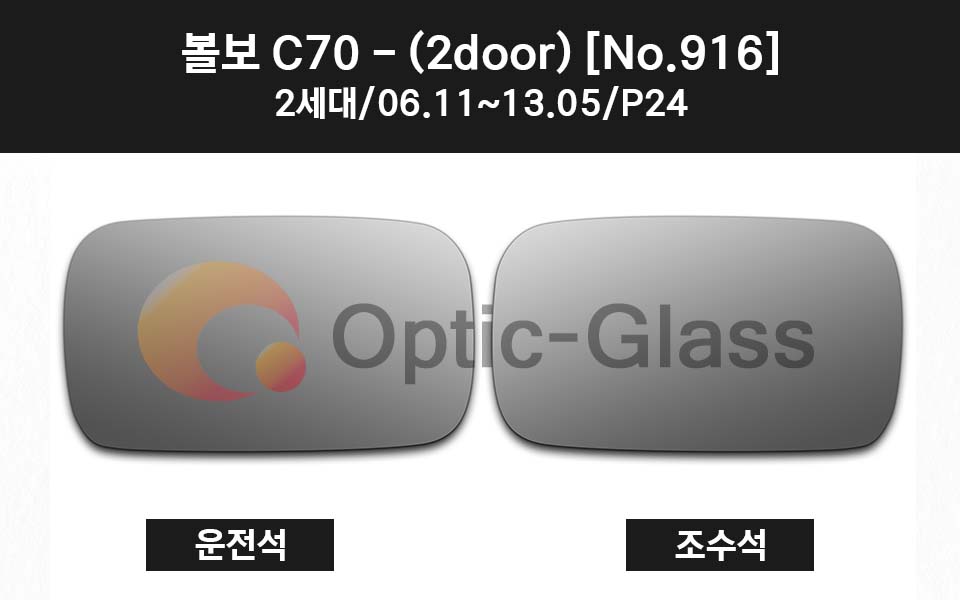 볼보 C70 - (2door) [No.916]
2세대/06.11~13.05/P24
Optic-Glass
운전석
조수석